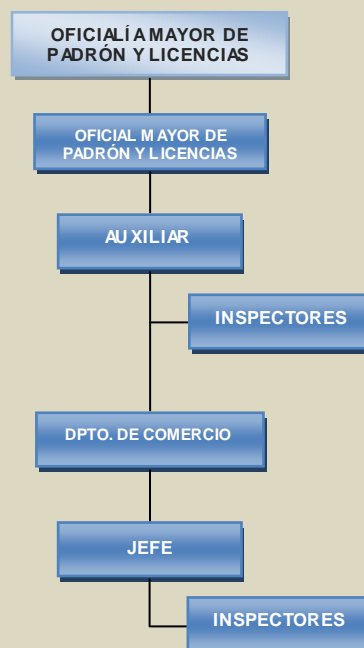 OFICIALÍA MAYOR DE
PADRÓN Y LICENCIAS
OFICIAL MAYOR DE
PADRÓN Y LICENCIAS
AUXILIAR
INSPECTORES
DPTO. DE COMERCIO
JEFE
INSPECTORES